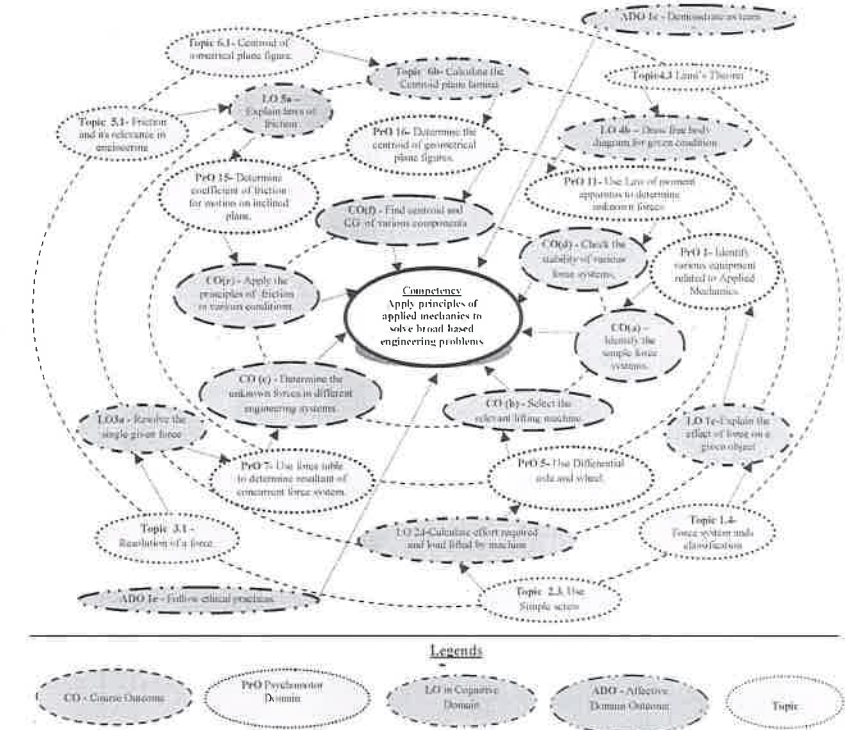 ADO 1c - Demonstrate as team
Topic 6.1- Centroid of
geometrical plane figure.
Topic 6b- Calculate the
Centroid plane lamina
Topic4.3 Lami's Theorem
Topic 5.1- Friction
and its relevance in
engineering
LO 5a -
Explain laws of
friction
PrO 16- Determine the
centroid of geometrical
plane figures.
LO 4b - Draw free body
diagram for given condition
PrO 15- Determine
coefficient of friction
for motion on inclined
plane.
PrO 11- Use Law of moment
apparatus to determine
unknown forces
CO(f) - Find centroid and
CG of various components
CO(d) - Check the
stability of various
force systems.
PrO 1- Identify
various equipment
related to Applied
Mechanics.
CO(e) - Apply the
principles of friction
in various conditions.
Competency
Apply principles of
applied mechanics to
solve broad based
engineering problems
CO(a) -
Identify the
simple force
systems.
CO (c) - Determine the
unknown forces in different
engineering systems.
CO (b) - Select the
relevant lifting machine.
LO3a - Resolve the
single given force
LO 1c-Explain the
effect of force on a
given object
PrO 7- Use force table
to determine resultant of
concurrent force system.
PrO 5- Use Differential
axle and wheel.
Topic 3.1 -
Resolution of a force.
LO 2d-Calculate effort required
and load lifted by machine
Topic 1.4-
Force system and
classification
ADO 1e - Follow ethical practices.
Topic 2.3. Use
Simple screw
Legends
CO - Course Outcome
PrO Psychomotor
Domain
LO in Cognitive
Domain
ADO - Affective
Domain Outcome
Topic